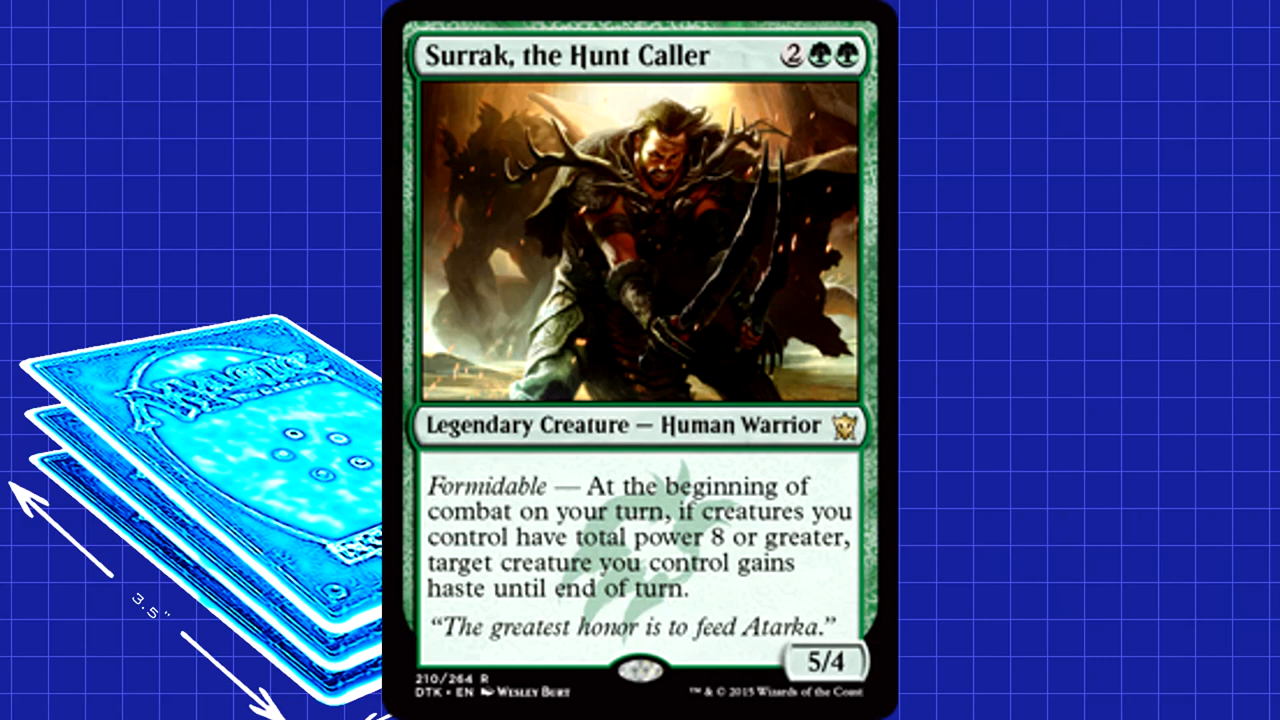 Surrak, the Hunt Caller 2
Legendary Creature — Human Warrior
Formidable — At the beginning of
combat on your turn, if creatures you
control have total power 8 or greater,
target creature you control gains
haste until end of turn.
“The greatest honor is to feed Atarka.”
5/4
210/264 R
DTK • EN Wesley Burt
™ & © 2015 Wizards of the Coast
3.5"